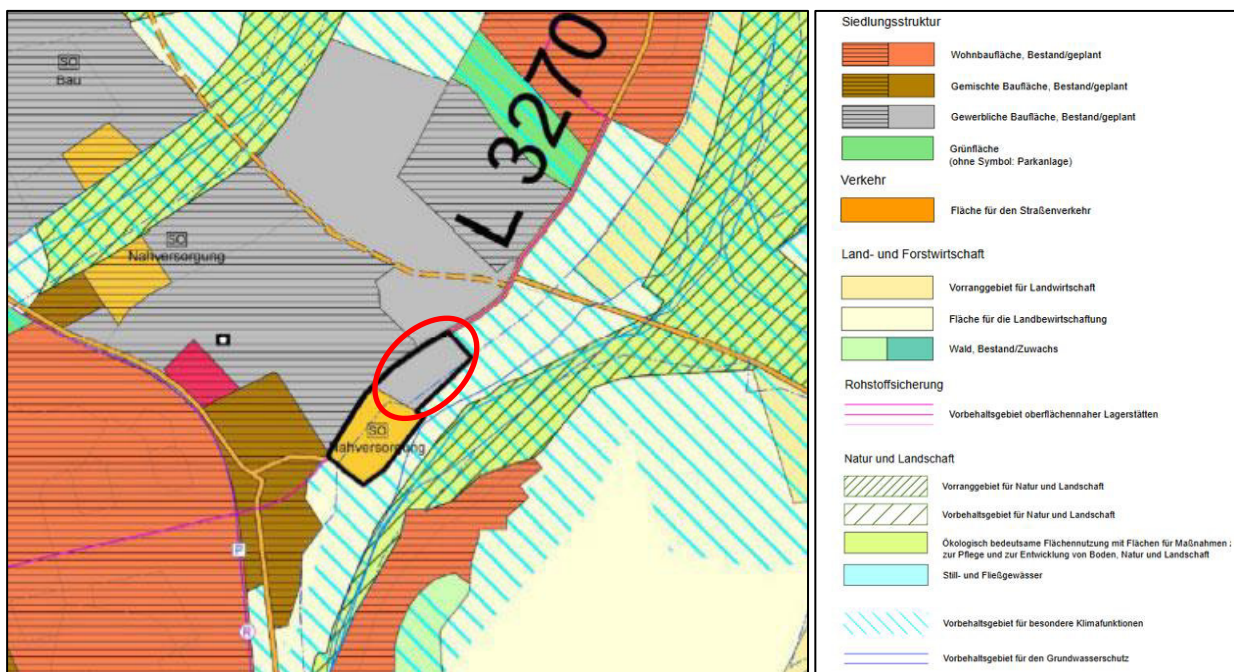 SO
Bau
L 3270
SO
Nahversorgung
SO
Nahversorgung
P
R
Siedlungsstruktur
Wohnbaufläche, Bestand/geplant
Gemischte Baufläche, Bestand/geplant
Gewerbliche Baufläche, Bestand/geplant
Grünfläche
(ohne Symbol: Parkanlage)
Verkehr
Fläche für den Straßenverkehr
Land- und Forstwirtschaft
Vorranggebiet für Landwirtschaft
Fläche für die Landbewirtschaftung
Wald, Bestand/Zuwachs
Rohstoffsicherung
Vorbehaltsgebiet oberflächennaher Lagerstätten
Natur und Landschaft
Vorranggebiet für Natur und Landschaft
Vorbehaltsgebiet für Natur und Landschaft
Ökologisch bedeutsame Flächennutzung mit Flächen für Maßnahmen
zur Pflege und zur Entwicklung von Boden, Natur und Landschaft
Still- und Fließgewässer
Vorbehaltsgebiet für besondere Klimafunktionen
Vorbehaltsgebiet für den Grundwasserschutz